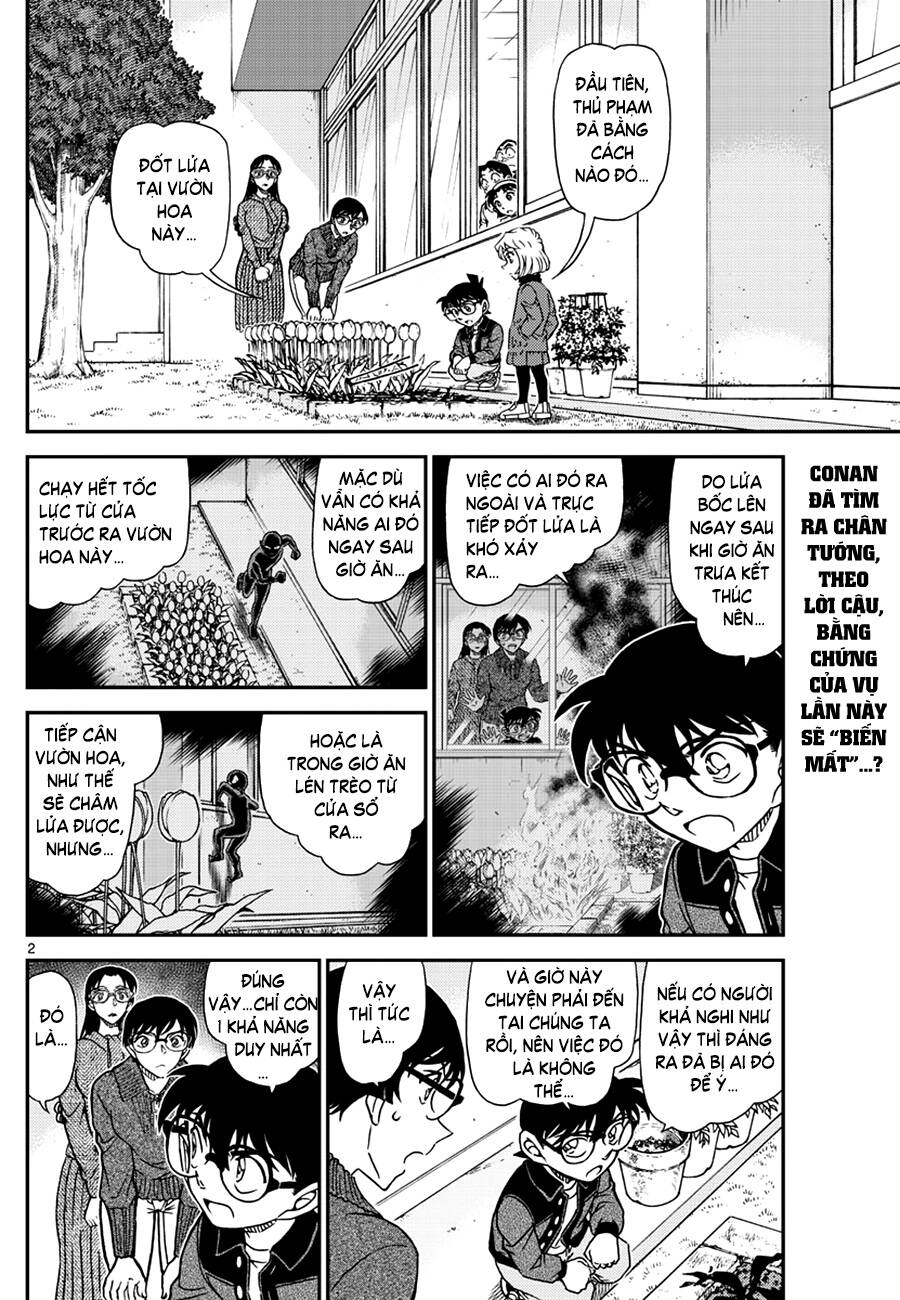 ĐẦU TIÊN,
THỦ PHẠM
ĐÃ BẰNG
CÁCH
NÀO ĐÓ...
ĐỐT LỬA
TẠI VƯỜN
HOA
NÀY...
CONAN
ĐÃ TÌM
RA CHÂN
TƯỚNG,
THEO
LỜI CẬU,
BẰNG
CHỨNG
CỦA VỤ
LẦN NÀY
SẼ “BIẾN
MẤT”...?
DO LỬA
BỐC LÊN
NGAY SAU
KHI GIỜ ĂN
TRƯA KẾT
THÚC
NÊN...
VIỆC CÓ AI ĐÓ RA
NGOÀI VÀ TRỰC
TIẾP ĐỐT LỬA LÀ
KHÓ XẢY
RA...
MẶC DÙ
VẪN CÓ KHẢ
NĂNG AI ĐÓ
NGAY SAU
GIỜ ĂN...
CHẠY HẾT TỐC
LỰC TỪ CỬA
TRƯỚC RA VƯỜN
HOA NÀY...
HOẶC LÀ
TRONG GIỜ ĂN
LÉN TRÈO TỪ
CỬA SỔ
RA...
TIẾP CẬN
VƯỜN HOA,
NHƯ THẾ
SẼ CHÂM
LỬA ĐƯỢC,
NHƯNG...
2
NẾU CÓ NGƯỜI
KHẢ NGHI NHƯ
VẬY THÌ ĐÁNG
RA ĐÃ BỊ AI ĐÓ
ĐỂ Ý...
VÀ GIỜ NÀY
CHUYỆN PHẢI ĐẾN
TAI CHÚNG TA
RỒI, NÊN VIỆC ĐÓ
LÀ KHÔNG
THỂ...
VẬY
THÌ TỨC
LÀ...
ĐÚNG
VẬY...CHỈ CÒN
1 KHẢ NĂNG
DUY NHẤT
...
ĐÓ
LÀ...